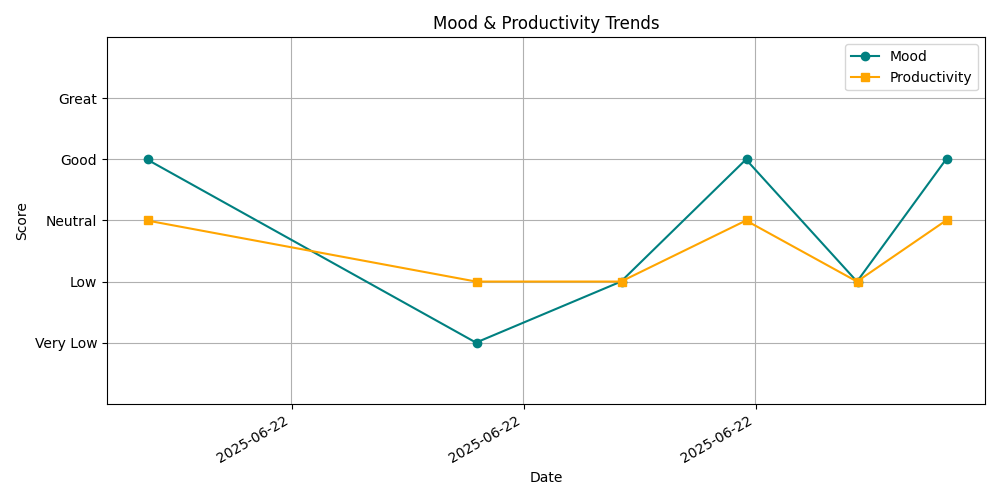 Mood & Productivity Trends
Mood
Productivity
Great
Good
Neutral
Low
Very Low
Score
2025-06-22
2025-06-22
2025-06-22
Date